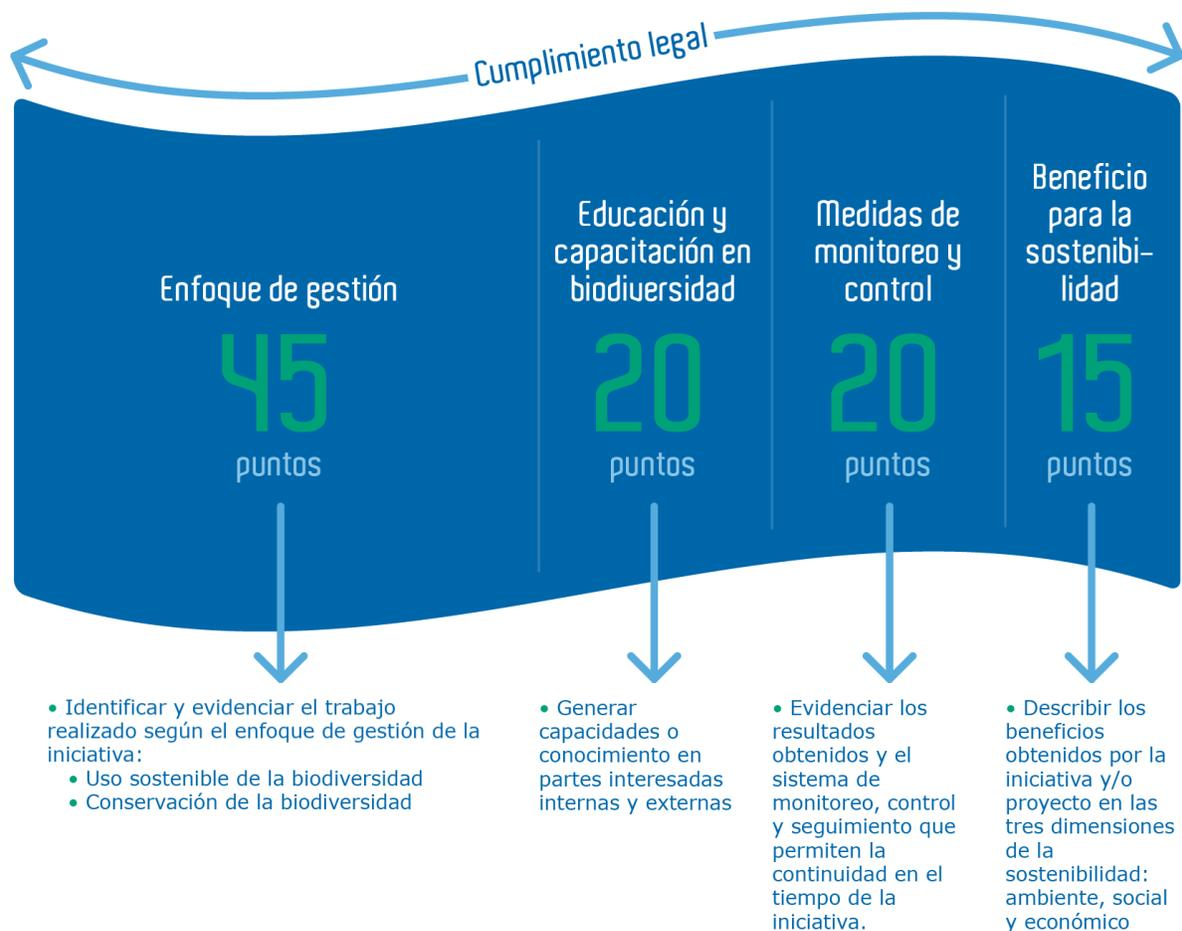 Cumplimiento legal
Enfoque de gestión
45
puntos
Educación y
capacitación en
biodiversidad
20
puntos
Medidas de
monitoreo y
control
20
puntos
Beneficio
para la
sostenibi-
lidad
15
puntos
• Identificar y evidenciar el trabajo
realizado según el enfoque de gestión de la
iniciativa:
• Uso sostenible de la biodiversidad
• Conservación de la biodiversidad
• Generar
capacidades o
conocimiento en
partes interesadas
internas y externas
• Evidenciar los
resultados
obtenidos y el
sistema de
monitoreo, control
y seguimiento que
permiten la
continuidad en el
tiempo de la
iniciativa.
• Describir los
beneficios
obtenidos por la
iniciativa y/o
proyecto en las
tres dimensiones
de la
sostenibilidad:
ambiente, social
y económico